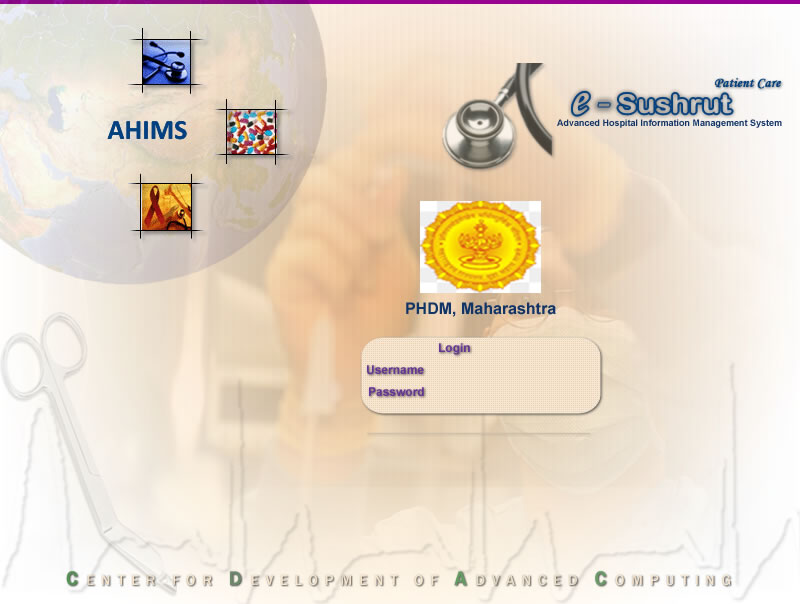 AHIMS
Patient Care
e - Sushrut
Advanced Hospital Information Management System
PHDM, Maharashtra
Login
Username
Password
CENTER FOR DEVELOPMENT OF ADVANCED COMPUTING